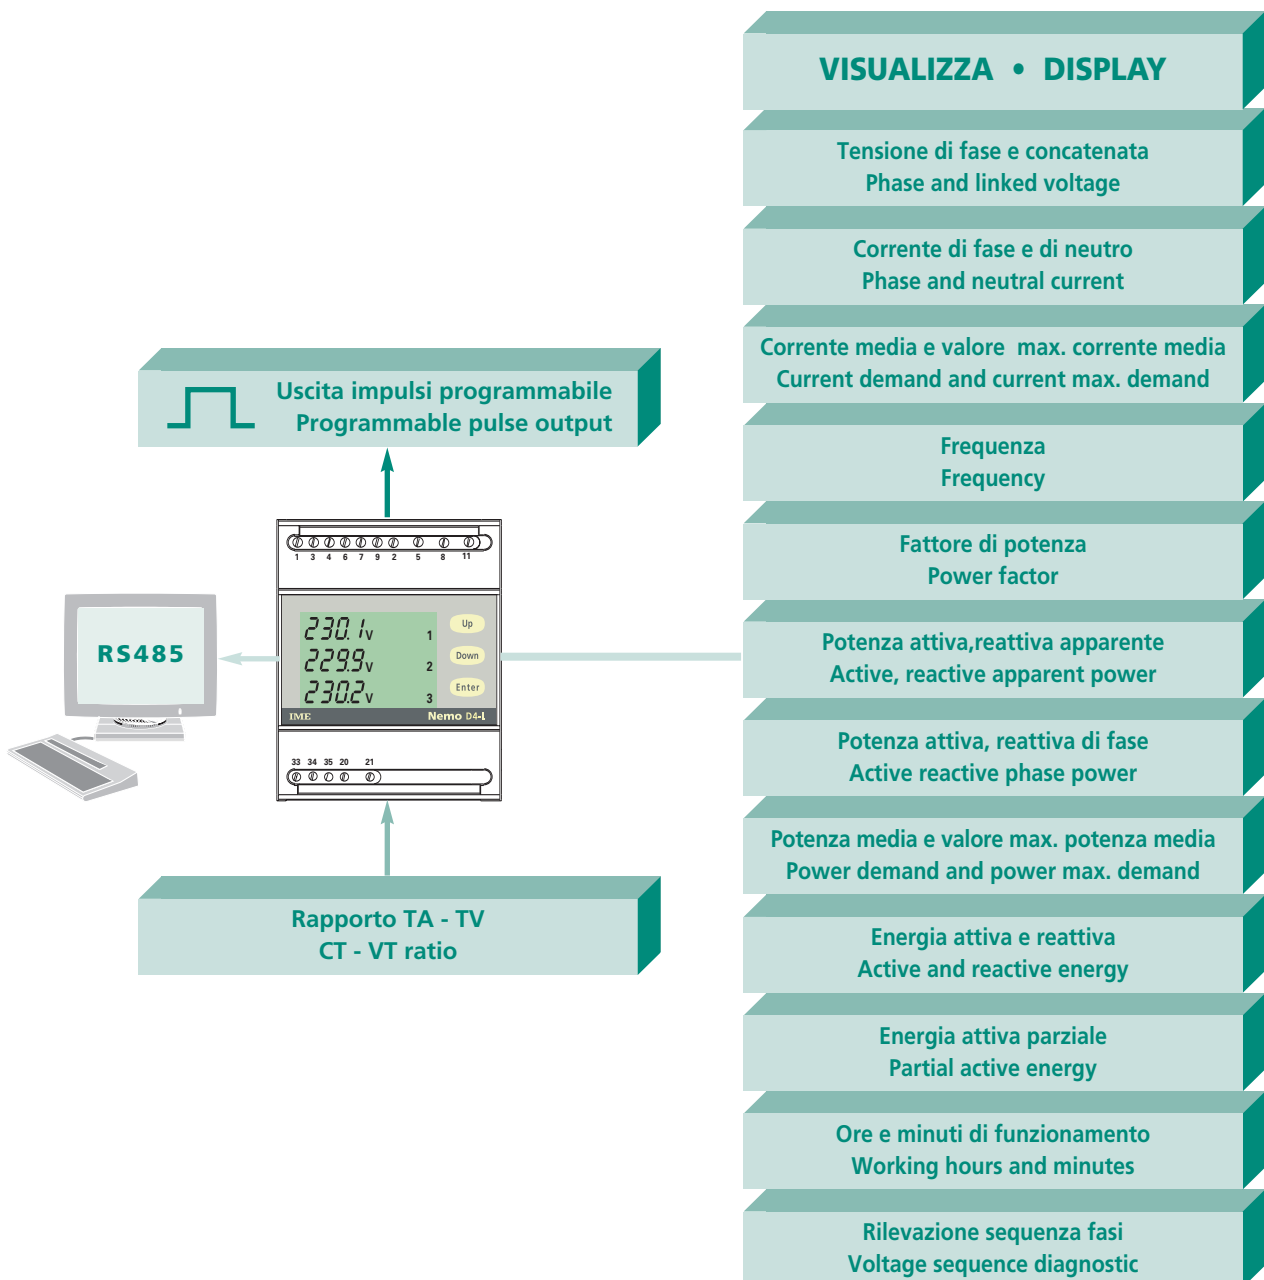 VISUALIZZA • DISPLAY
Tensione di fase e concatenata
Phase and linked voltage
Corrente di fase e di neutro
Phase and neutral current
Corrente media e valore max. corrente media
Current demand and current max. demand
Frequenza
Frequency
Fattore di potenza
Power factor
Potenza attiva,reattiva apparente
Active, reactive apparent power
Potenza attiva, reattiva di fase
Active reactive phase power
Potenza media e valore max. potenza media
Power demand and power max. demand
Energia attiva e reattiva
Active and reactive energy
Energia attiva parziale
Partial active energy
Ore e minuti di funzionamento
Working hours and minutes
Rilevazione sequenza fasi
Voltage sequence diagnostic
Uscita impulsi programmabile
Programmable pulse output
1 3 4 6 7 9 2 5 8 11
230.1V 1 Up
229.9V 2 Down
230.2V 3 Enter
IME Nemo D4-L
33 34 35 20 21
RS485
Rapporto TA - TV
CT - VT ratio